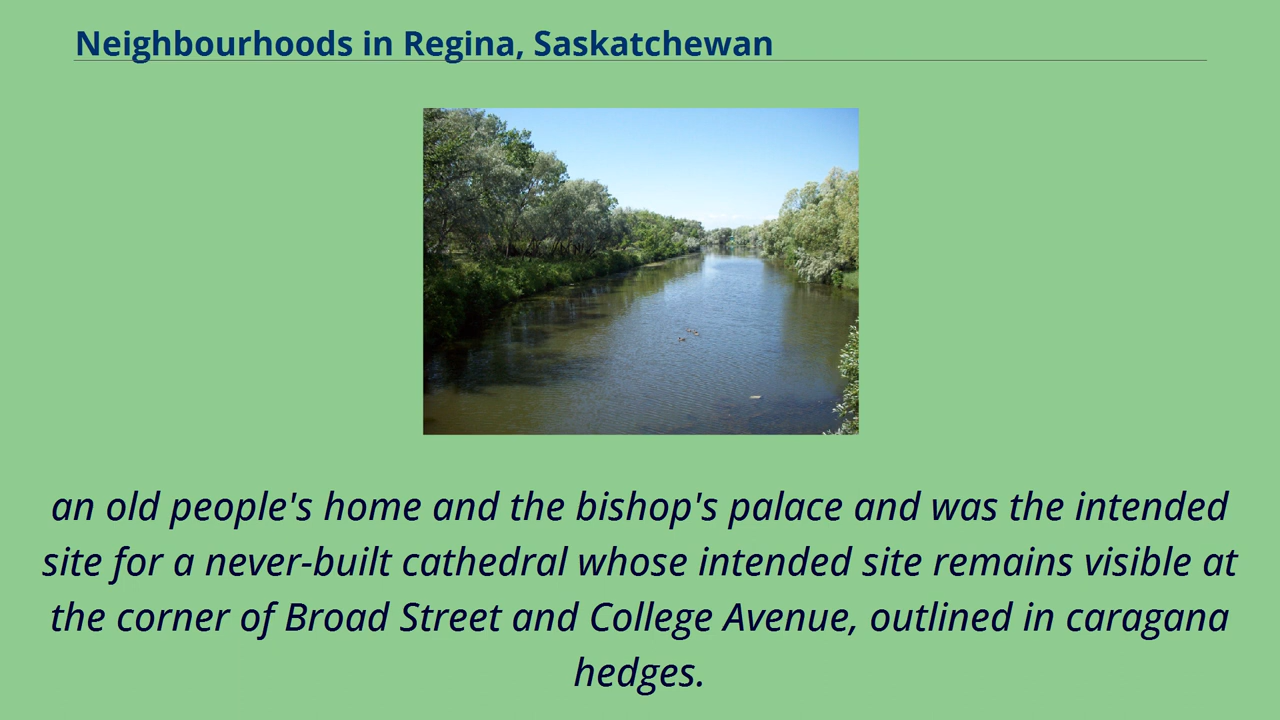 Neighbourhoods in Regina, Saskatchewan
an old people's home and the bishop's palace and was the intended
site for a never-built cathedral whose intended site remains visible at
the corner of Broad Street and College Avenue, outlined in caragana
hedges.